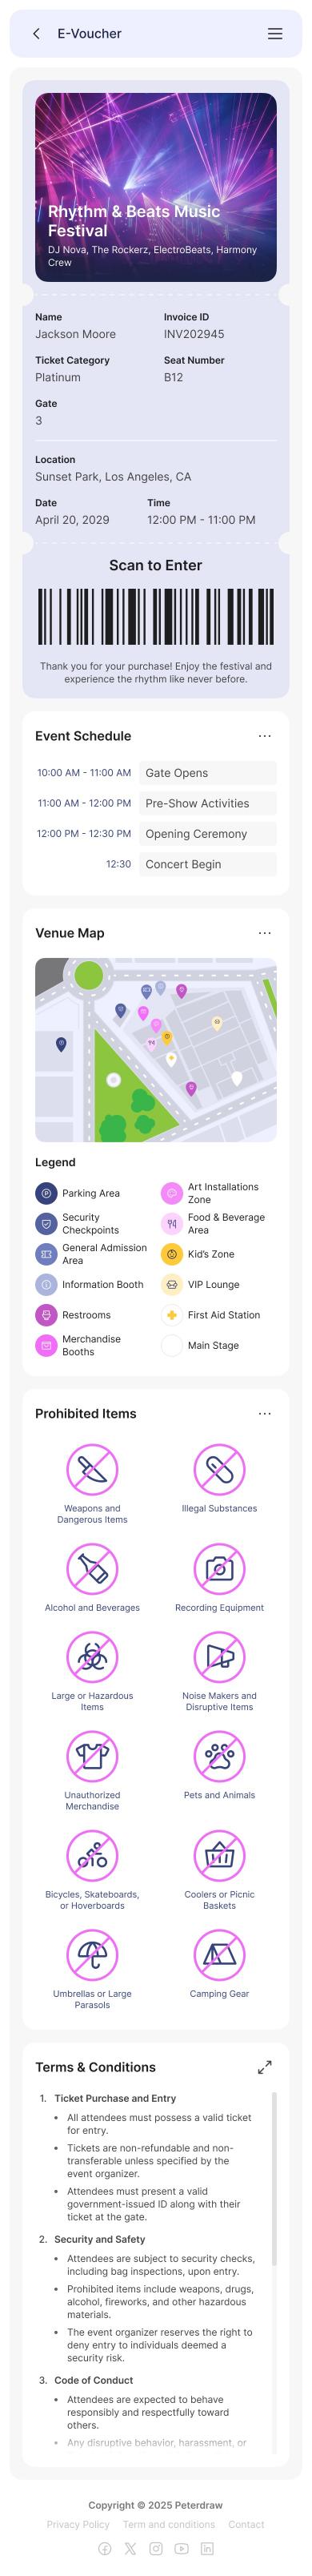 E-Voucher
Rhythm & Beats Music
Festival
DJ Nova, The Rockerz, ElectroBeats, Harmony
Crew
Name
Invoice ID
Jackson Moore
INV202945
Ticket Category
Seat Number
Platinum
B12
Gate
3
Location
Sunset Park, Los Angeles, CA
Date
Time
April 20, 2029
12:00 PM - 11:00 PM
Scan to Enter
Thank you for your purchase! Enjoy the festival and
experience the rhythm like never before.
Event Schedule
10:00 AM - 11:00 AM
Gate Opens
11:00 AM - 12:00 PM
Pre-Show Activities
12:00 PM - 12:30 PM
Opening Ceremony
12:30
Concert Begin
Venue Map
Legend
Parking Area
Security
Checkpoints
General Admission
Area
Information Booth
Restrooms
Merchandise
Booths
Art Installations
Zone
Food & Beverage
Area
Kid's Zone
VIP Lounge
First Aid Station
Main Stage
Prohibited Items
Weapons and
Dangerous Items
Illegal Substances
Alcohol and Beverages
Recording Equipment
Large or Hazardous
Items
Noise Makers and
Disruptive Items
Unauthorized
Merchandise
Pets and Animals
Bicycles, Skateboards,
or Hoverboards
Coolers or Picnic
Baskets
Umbrellas or Large
Parasols
Camping Gear
Terms & Conditions
1. Ticket Purchase and Entry
• All attendees must possess a valid ticket
for entry.
• Tickets are non-refundable and non-
transferable unless specified by the
event organizer.
• Attendees must present a valid
government-issued ID along with their
ticket at the gate.
2. Security and Safety
• Attendees are subject to security checks,
including bag inspections, upon entry.
• Prohibited items include weapons, drugs,
alcohol, fireworks, and other hazardous
materials.
• The event organizer reserves the right to
deny entry to individuals deemed a
security risk.
3. Code of Conduct
• Attendees are expected to behave
responsibly and respectfully toward
others.
• Any disruptive behavior, harassment, or
Copyright © 2025 Peterdraw
Privacy Policy
Term and conditions
Contact